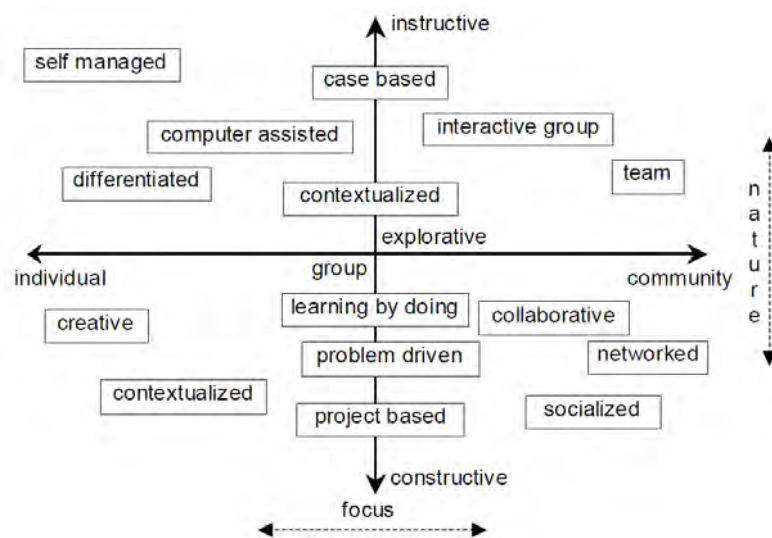 instructive
self managed
case based
interactive group
computer assisted
team
differentiated
contextualized
nature
explorative
individual
group
community
learning by doing
collaborative
creative
problem driven
networked
contextualized
project based
socialized
constructive
focus